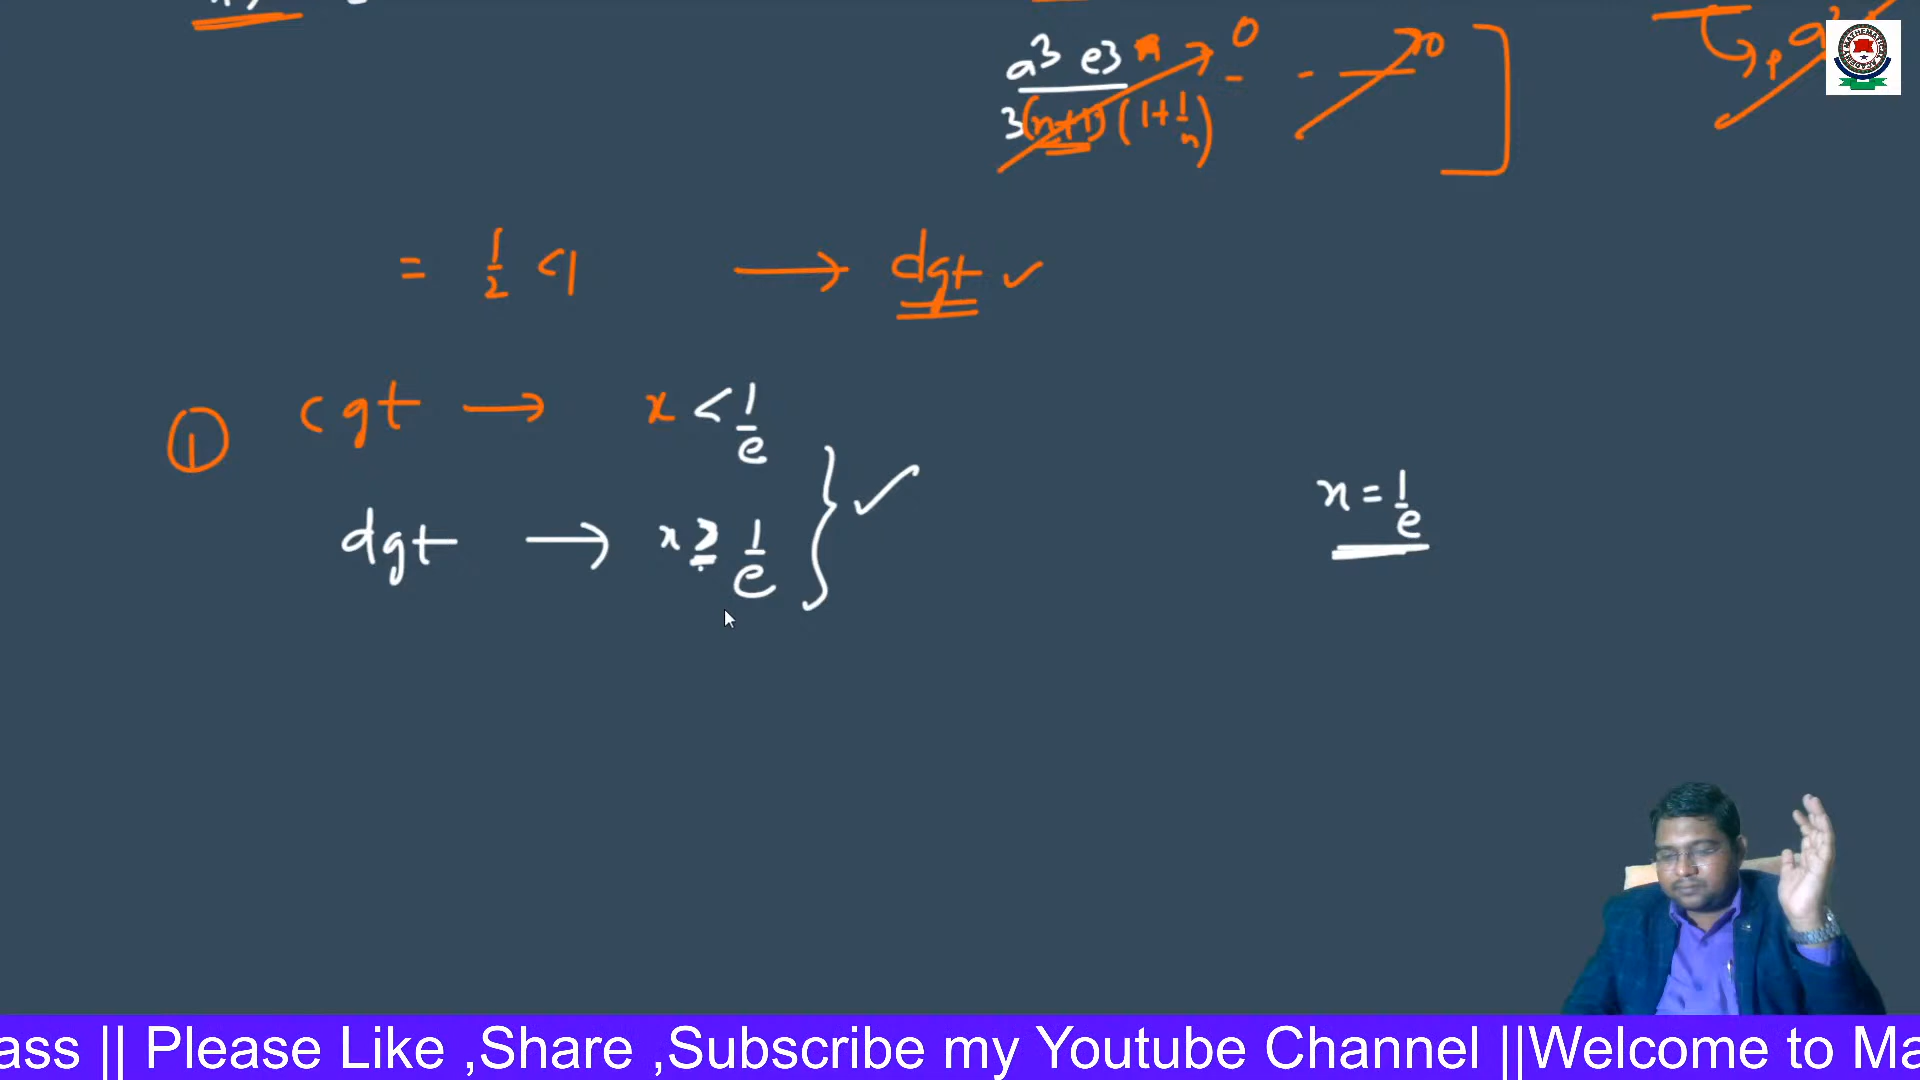 a³ e3 n → 0 - - → 0 ]
3(n+1) (1+1/n)
= 1/2 <1 → dgt ✓
① cgt → x < 1/e
x = 1/e
dgt → x ≥ 1/e } ✓
ass || Please Like ,Share ,Subscribe my Youtube Channel ||Welcome to Ma